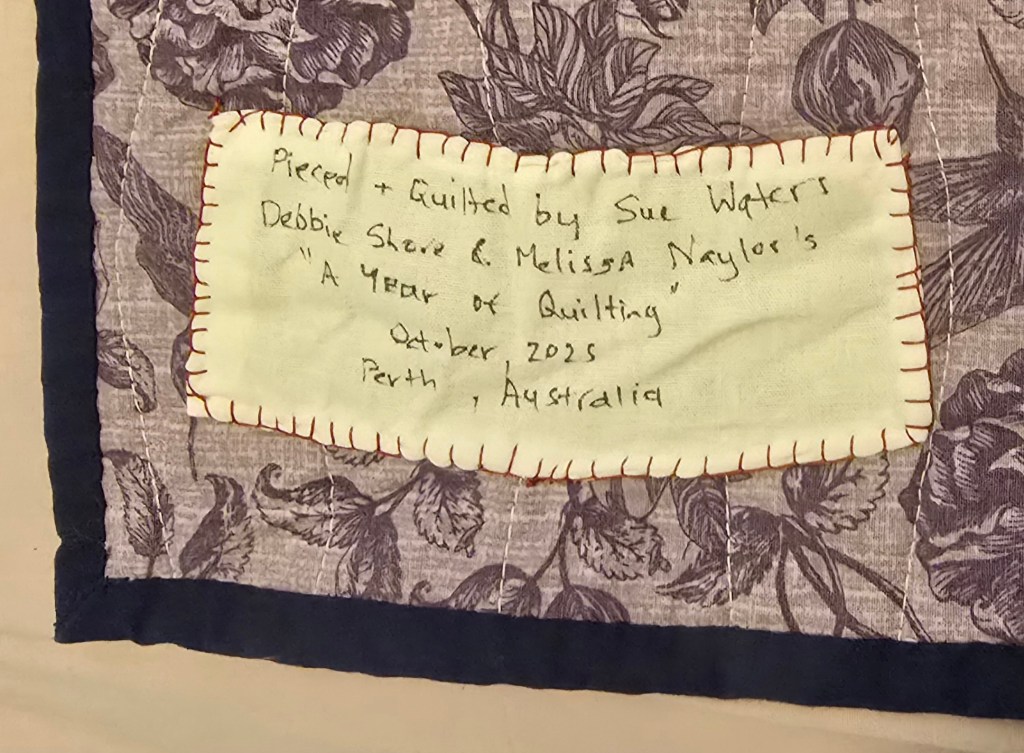 Pieced + Quilted by Sue Waters
Debbie Shore & Melissa Naylor's
"A Year of Quilting"
October, 2025
Perth, Australia